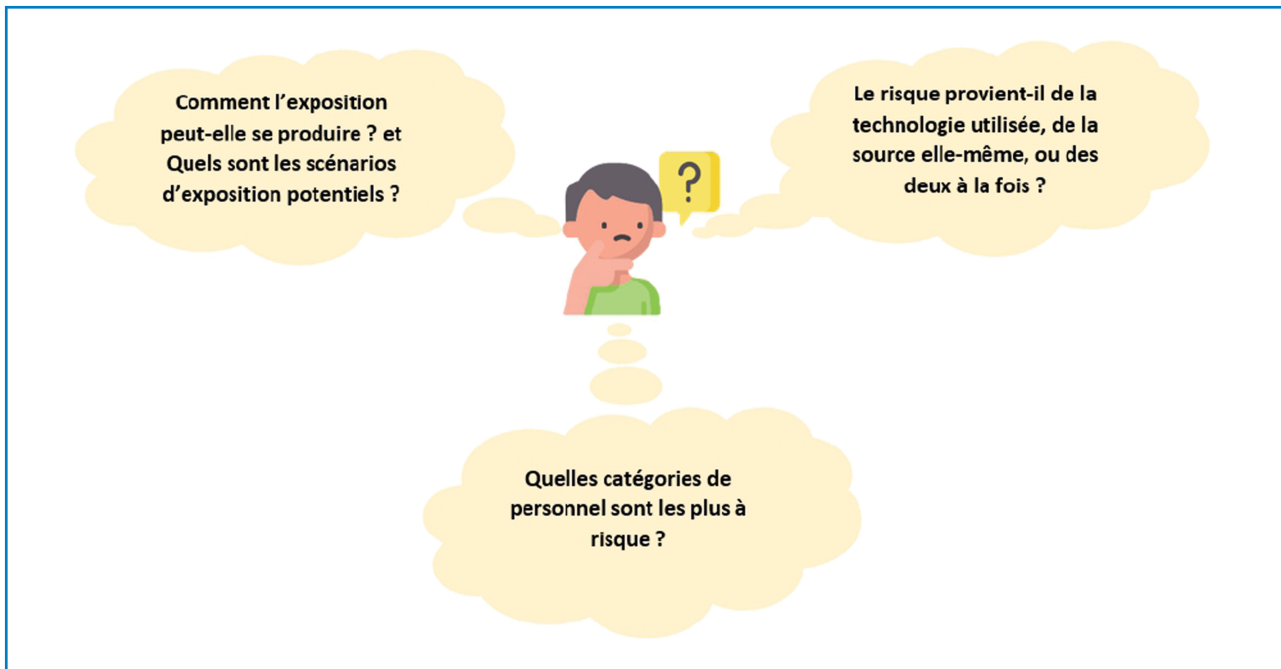 Comment l'exposition
peut-elle se produire ? et
Quels sont les scénarios
d'exposition potentiels ?
Le risque provient-il de la
technologie utilisée, de la
source elle-même, ou des
deux à la fois ?
?
Quelles catégories de
personnel sont les plus à
risque ?